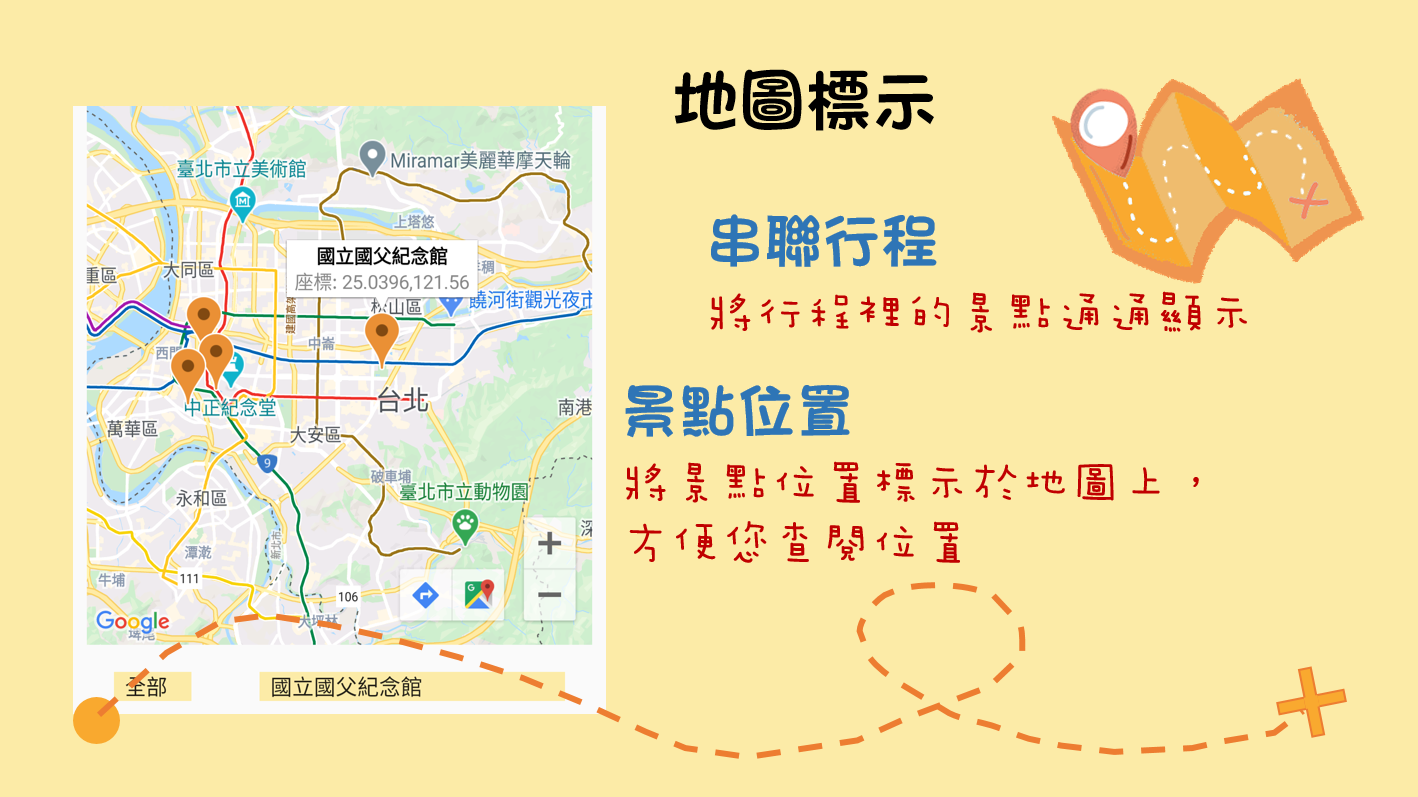 地圖標示
串聯行程
將行程裡的景點通通顯示
景點位置
將景點位置標示於地圖上，
方便您查閱位置
Miramar美麗華摩天輪
臺北市立美術館
上塔悠
國立國父紀念館
座標: 25.0396,121.56
重區
大同區
松山區
饒河街觀光夜市
建國高架
西門
中崙
台北
中正紀念堂
南港
萬華區
大安區
9
破車埔
臺北市立動物園
永和區
新北市
深
潭漧
牛埔
111
106
大坪林
Google
全部
國立國父紀念館